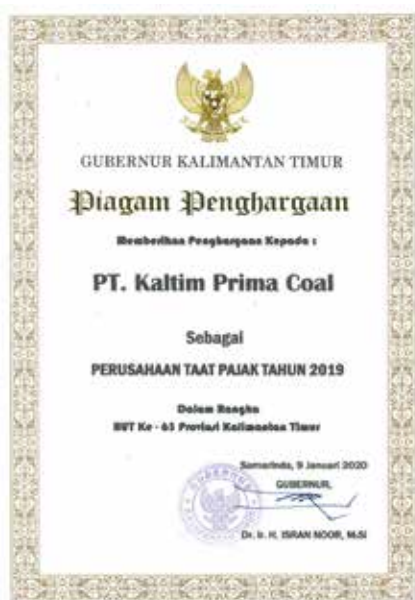 GUBERNUR KALIMANTAN TIMUR
Piagam Penghargaan
Memberikan Penghargaan Kepada :
PT. Kaltim Prima Coal
Sebagai
PERUSAHAAN TAAT PAJAK TAHUN 2019
Dalam Rangka
HUT Ke - 63 Provinsi Kalimantan Timur
Samarinda, 9 Januari 2020
GUBERNUR,
GUBERNUR
Dr. Ir. H. ISRAN NOOR, M.Si